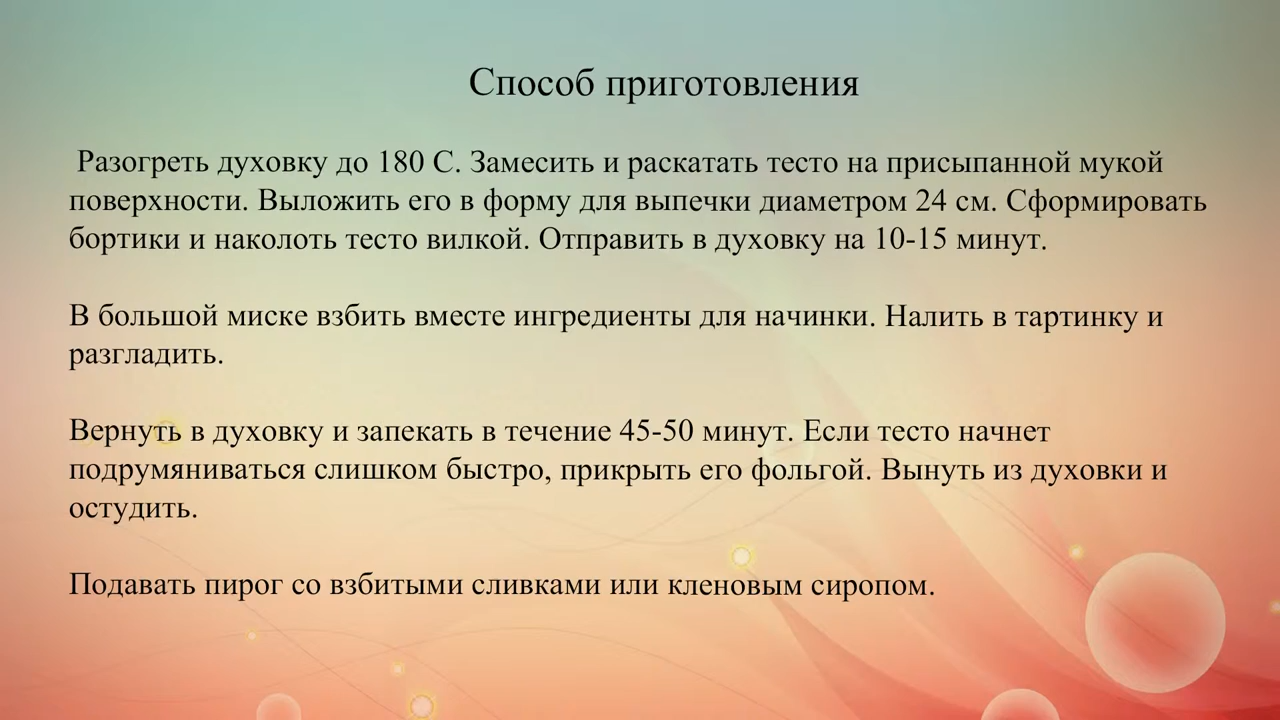 Способ приготовления
Разогреть духовку до 180 С. Замесить и раскатать тесто на присыпанной мукой
поверхности. Выложить его в форму для выпечки диаметром 24 см. Сформировать
бортики и наколоть тесто вилкой. Отправить в духовку на 10-15 минут.
В большой миске взбить вместе ингредиенты для начинки. Налить в тартинку и
разгладить.
Вернуть в духовку и запекать в течение 45-50 минут. Если тесто начнет
подрумяниваться слишком быстро, прикрыть его фольгой. Вынуть из духовки и
остудить.
Подавать пирог со взбитыми сливками или кленовым сиропом.